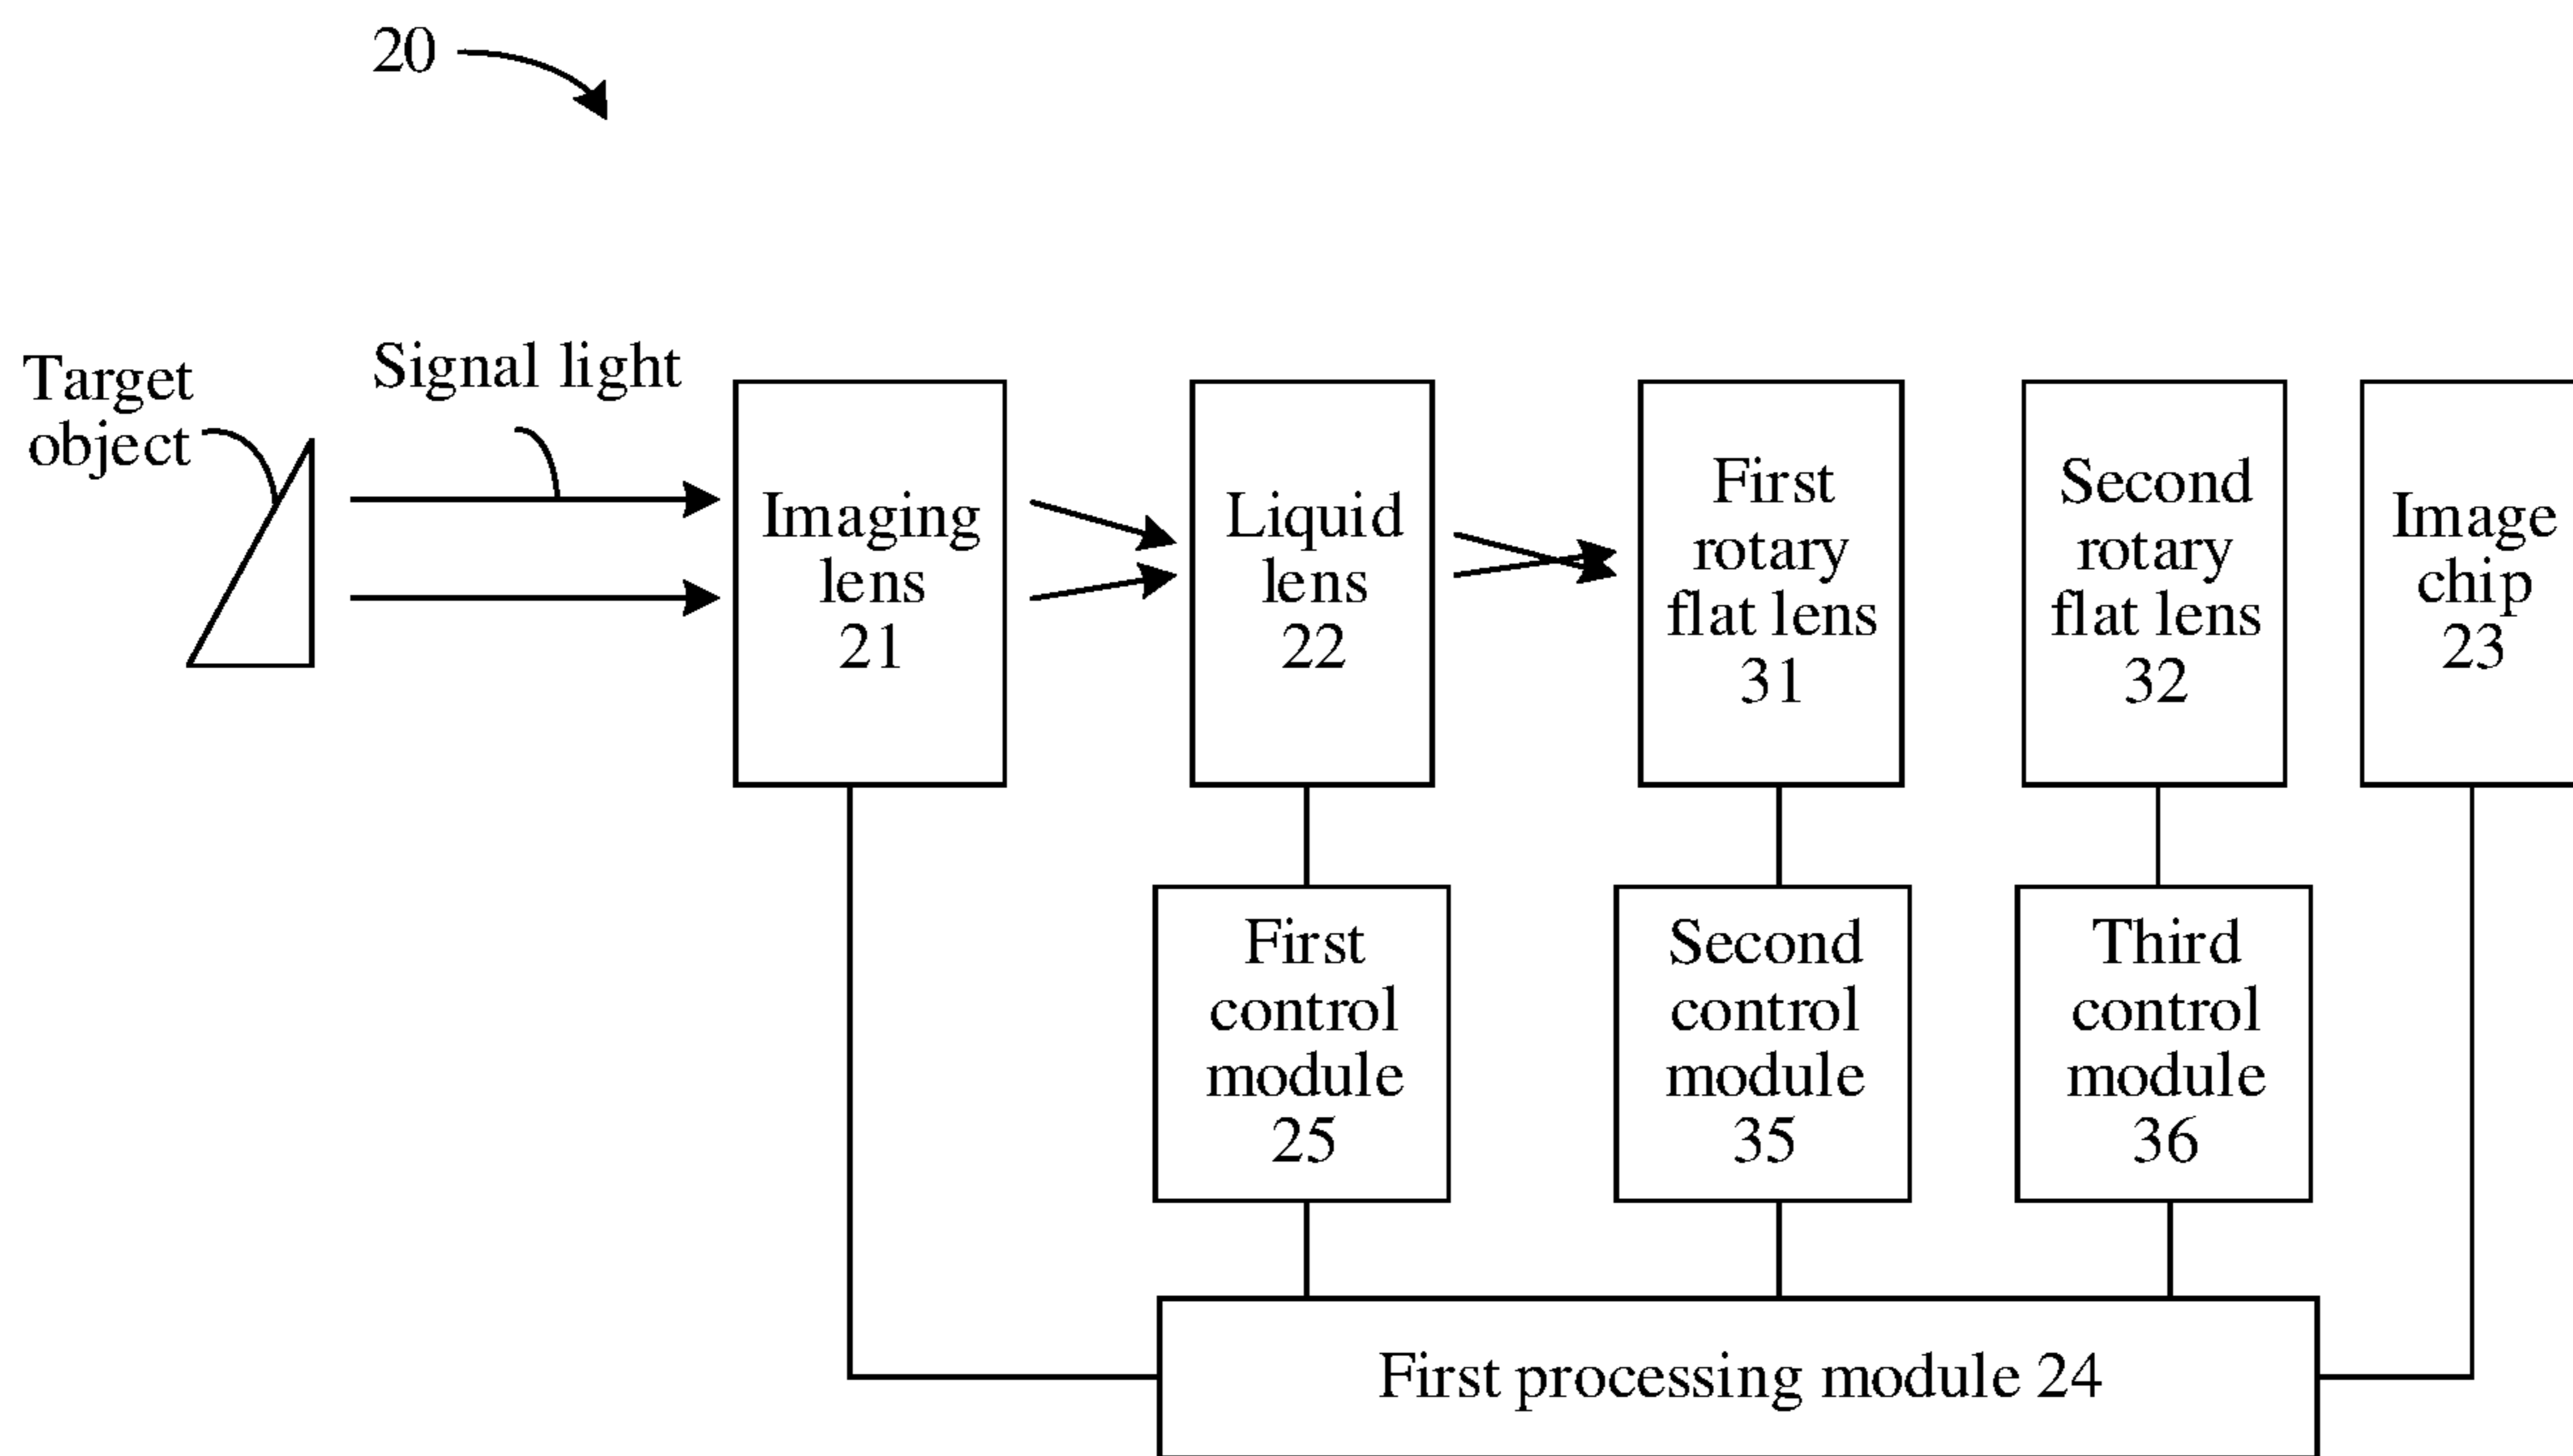 20
Target
object
Signal light
Imaging
lens
21
Liquid
lens
22
First
rotary
flat lens
31
Second
rotary
flat lens
32
Image
chip
23
First
control
module
25
Second
control
module
35
Third
control
module
36
First processing module 24